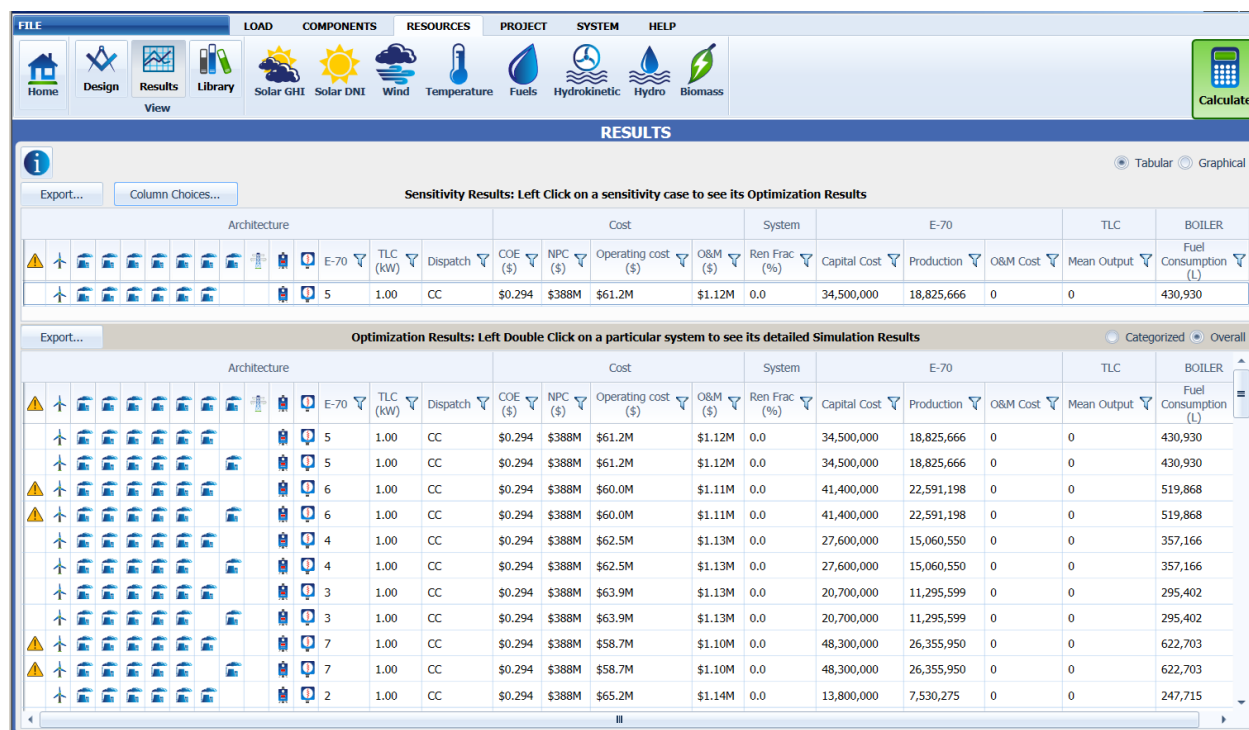 FILE LOAD COMPONENTS RESOURCES PROJECT SYSTEM HELP
Home Design Results Library Solar GHI Solar DNI Wind Temperature Fuels Hydrokinetic Hydro Biomass Calculate
View
RESULTS
Tabular Graphical
Export... Column Choices... Sensitivity Results: Left Click on a sensitivity case to see its Optimization Results
Architecture Cost System E-70 TLC BOILER
E-70 TLC (kW) Dispatch COE ($) NPC ($) Operating cost ($) O&M ($) Ren Frac (%) Capital Cost Production O&M Cost Mean Output Fuel Consumption (L)
5 1.00 CC $0.294 $388M $61.2M $1.12M 0.0 34,500,000 18,825,666 0 0 430,930
Export... Optimization Results: Left Double Click on a particular system to see its detailed Simulation Results Categorized Overall
Architecture Cost System E-70 TLC BOILER
E-70 TLC (kW) Dispatch COE ($) NPC ($) Operating cost ($) O&M ($) Ren Frac (%) Capital Cost Production O&M Cost Mean Output Fuel Consumption (L)
5 1.00 CC $0.294 $388M $61.2M $1.12M 0.0 34,500,000 18,825,666 0 0 430,930
5 1.00 CC $0.294 $388M $61.2M $1.12M 0.0 34,500,000 18,825,666 0 0 430,930
6 1.00 CC $0.294 $388M $60.0M $1.11M 0.0 41,400,000 22,591,198 0 0 519,868
6 1.00 CC $0.294 $388M $60.0M $1.11M 0.0 41,400,000 22,591,198 0 0 519,868
4 1.00 CC $0.294 $388M $62.5M $1.13M 0.0 27,600,000 15,060,550 0 0 357,166
4 1.00 CC $0.294 $388M $62.5M $1.13M 0.0 27,600,000 15,060,550 0 0 357,166
3 1.00 CC $0.294 $388M $63.9M $1.13M 0.0 20,700,000 11,295,599 0 0 295,402
3 1.00 CC $0.294 $388M $63.9M $1.13M 0.0 20,700,000 11,295,599 0 0 295,402
7 1.00 CC $0.294 $388M $58.7M $1.10M 0.0 48,300,000 26,355,950 0 0 622,703
7 1.00 CC $0.294 $388M $58.7M $1.10M 0.0 48,300,000 26,355,950 0 0 622,703
2 1.00 CC $0.294 $388M $65.2M $1.14M 0.0 13,800,000 7,530,275 0 0 247,715